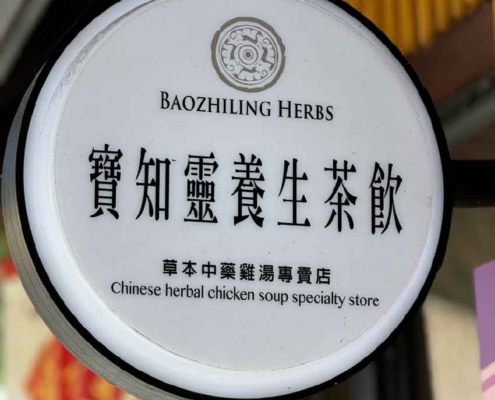 BAOZHILING HERBS
寶知靈養生茶飲
草本中藥雞湯專賣店
Chinese herbal chicken soup specialty store